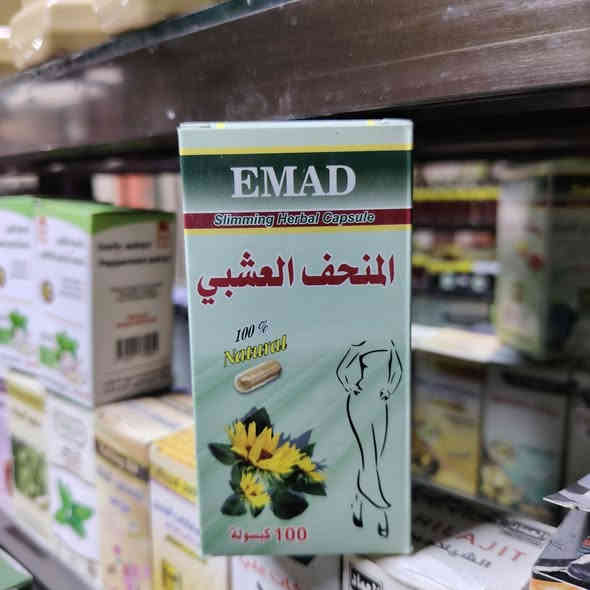 EMAD
Slimming Herbal Capsule
المنحف العشبي
100 %
Natural
100 كبسولة